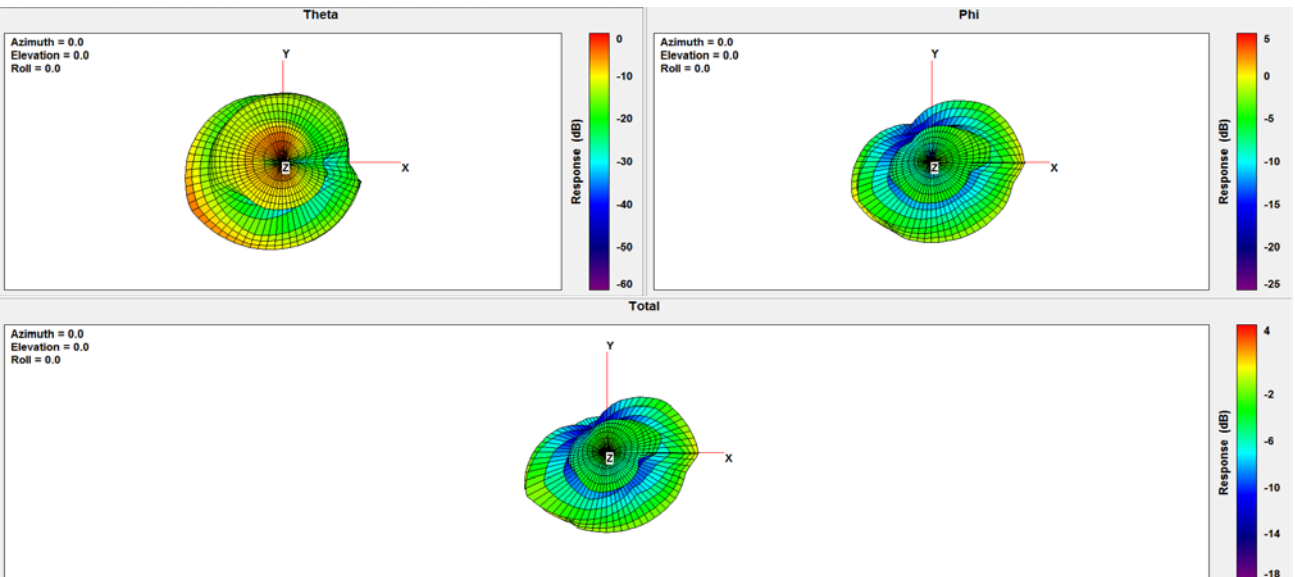 Theta
Azimuth = 0.0
Elevation = 0.0
Roll = 0.0
Y
X
Z
0
-10
-20
-30
-40
-50
-60
Response (dB)
Phi
Azimuth = 0.0
Elevation = 0.0
Roll = 0.0
Y
X
Z
5
0
-5
-10
-15
-20
-25
Response (dB)
Total
Azimuth = 0.0
Elevation = 0.0
Roll = 0.0
Y
X
Z
4
-2
-6
-10
-14
-18
Response (dB)